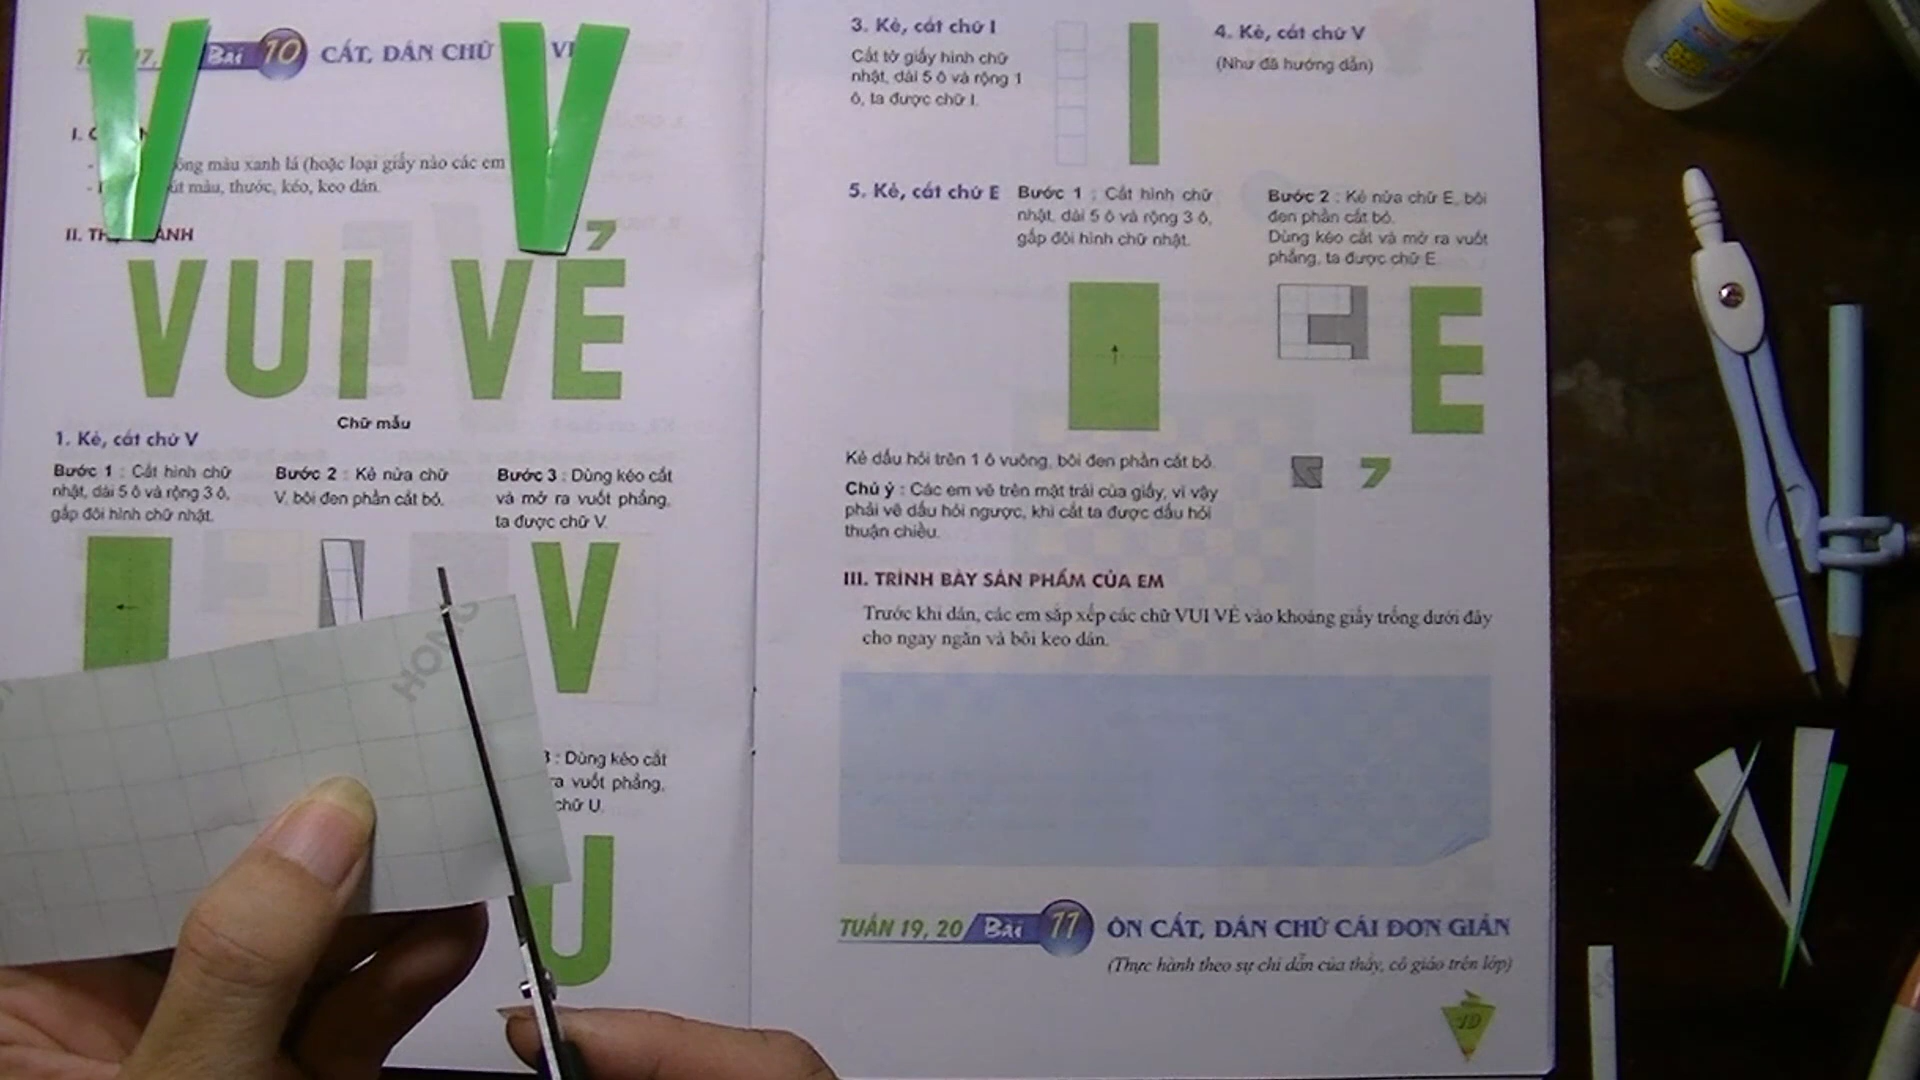 Bài 10 CẮT, DÁN CHỮ
màu xanh lá (hoặc loại giấy nào các em
màu, thước, kéo, keo dán.
II.
VUI VẺ
Chữ mẫu
1. Kẻ, cắt chữ V
Bước 1 : Cắt hình chữ
nhật, dài 5 ô và rộng 3 ô,
gấp đôi hình chữ nhật.
Bước 2 : Kẻ nửa chữ
V, bôi đen phần cắt bỏ.
Bước 3 : Dùng kéo cắt
và mở ra vuốt phẳng,
ta được chữ V.
V
: Dùng kéo cắt
vuốt phẳng,
chữ U.
U
HONG
3. Kẻ, cắt chữ I
Cắt tờ giấy hình chữ
nhật, dài 5 ô và rộng 1
ô, ta được chữ I.
4. Kẻ, cắt chữ V
(Như đã hướng dẫn)
5. Kẻ, cắt chữ E
Bước 1 : Cắt hình chữ
nhật, dài 5 ô và rộng 3 ô,
gấp đôi hình chữ nhật.
Bước 2 : Kẻ nửa chữ E, bôi
đen phần cắt bỏ.
Dùng kéo cắt và mở ra vuốt
phẳng, ta được chữ E.
E
Kẻ dấu hỏi trên 1 ô vuông, bôi đen phần cắt bỏ.
Chú ý : Các em vẽ trên mặt trái của giấy, vì vậy
phải vẽ dấu hỏi ngược, khi cắt ta được dấu hỏi
thuận chiều.
III. TRÌNH BÀY SẢN PHẨM CỦA EM
Trước khi dán, các em sắp xếp các chữ VUI VẺ vào khoảng giấy trống dưới đây
cho ngay ngắn và bôi keo dán.
TUẦN 19, 20 Bài 11 ÔN CẮT, DÁN CHỮ CÁI ĐƠN GIẢN
(Thực hành theo sự chỉ dẫn của thầy, cô giáo trên lớp)
19